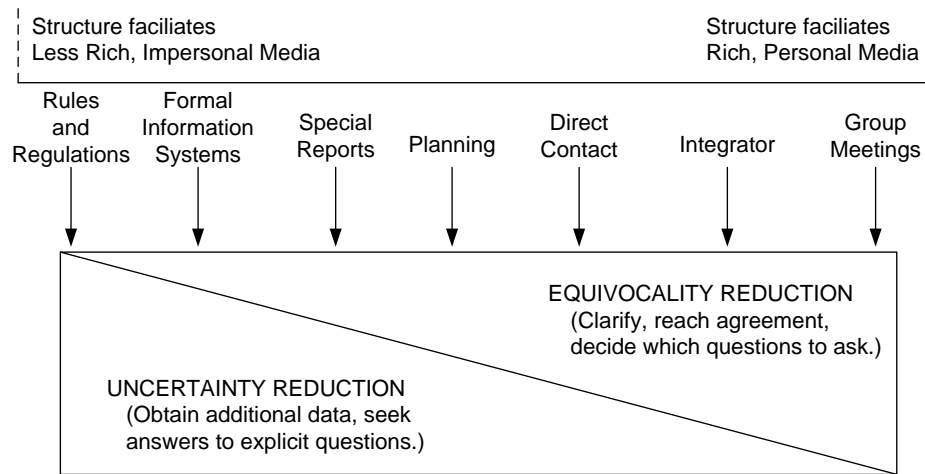 Structure faciliates
Less Rich, Impersonal Media
Structure faciliates
Rich, Personal Media
Rules
and
Regulations
Formal
Information
Systems
Special
Reports
Planning
Direct
Contact
Integrator
Group
Meetings
EQUIVOCALITY REDUCTION
(Clarify, reach agreement,
decide which questions to ask.)
UNCERTAINTY REDUCTION
(Obtain additional data, seek
answers to explicit questions.)